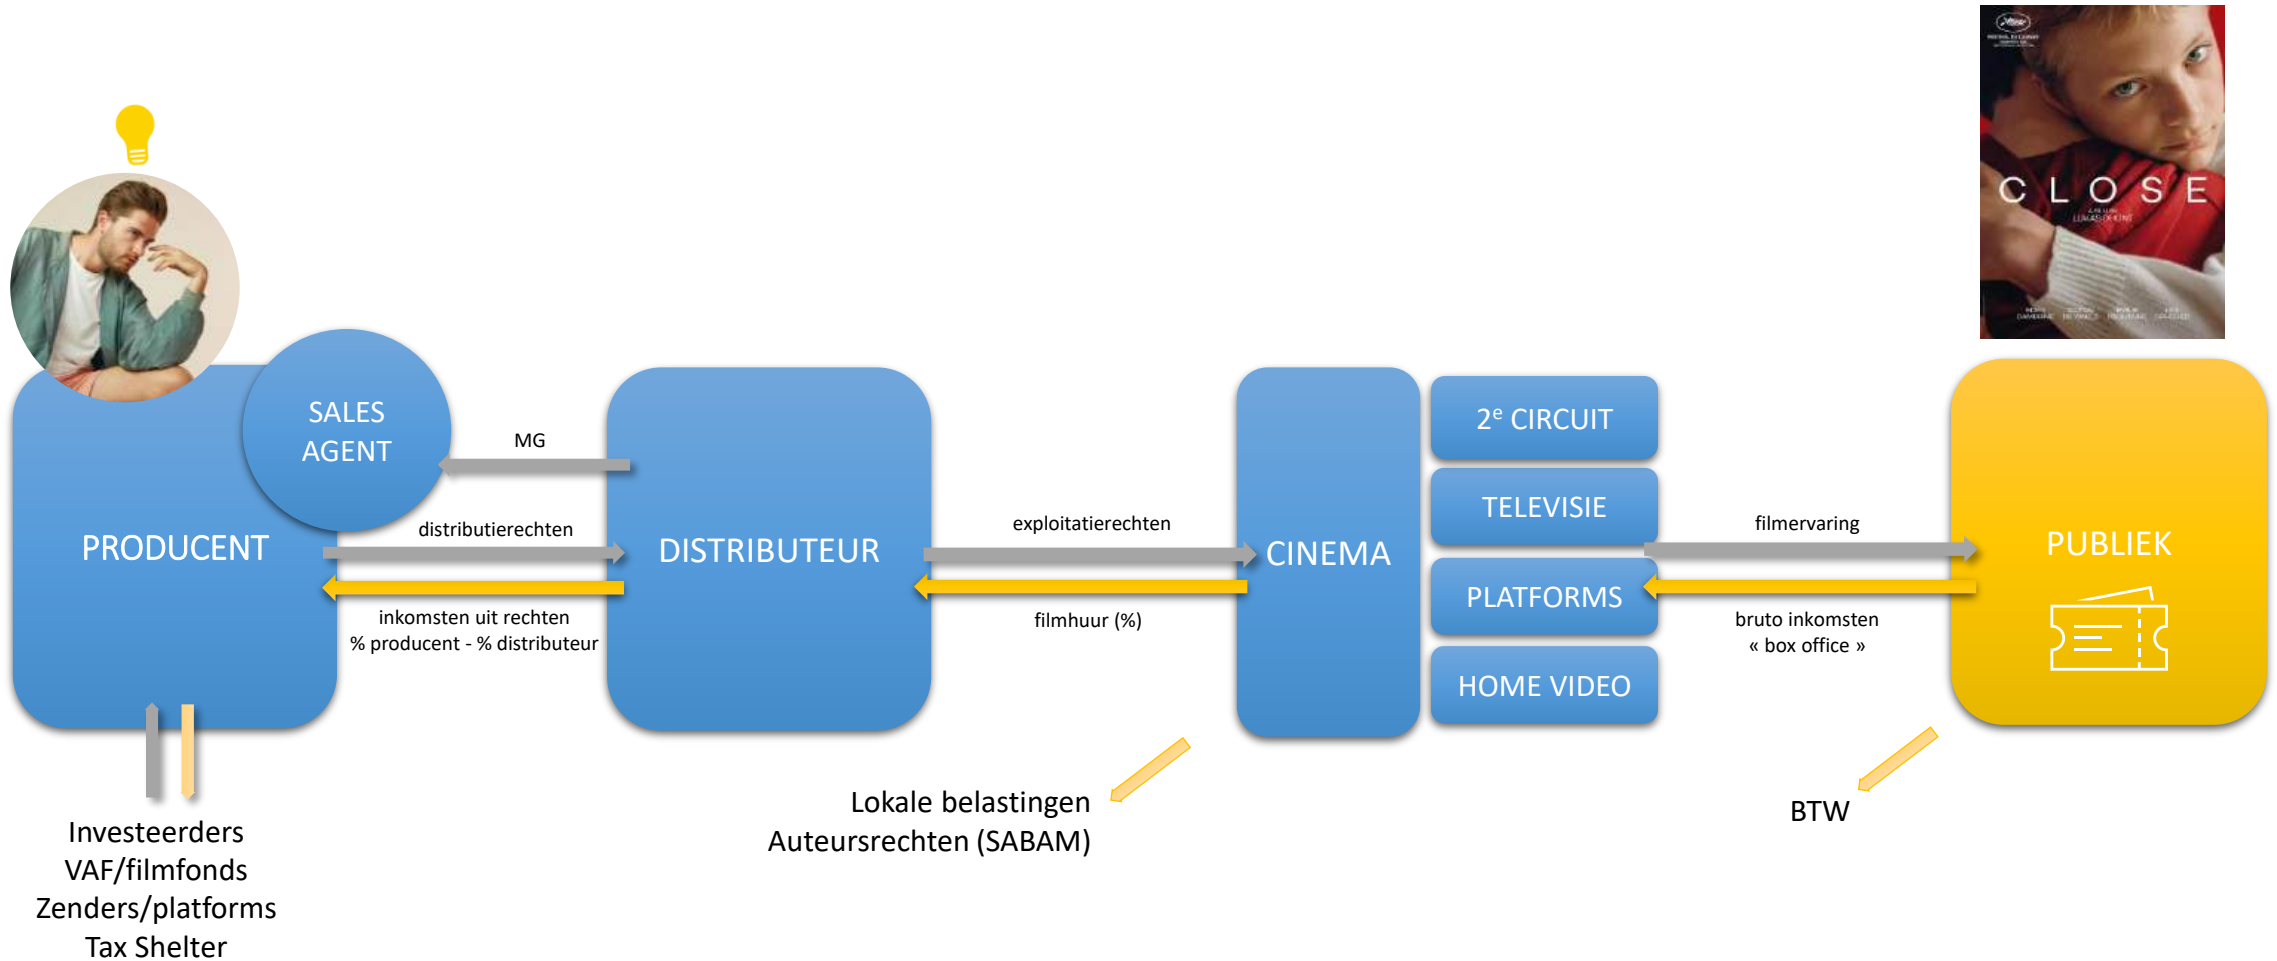 CLOSE
SALES
AGENT
PRODUCENT
MG
distributierechten
inkomsten uit rechten
% producent - % distributeur
DISTRIBUTEUR
exploitatierechten
filmhuur (%)
CINEMA
2e CIRCUIT
TELEVISIE
PLATFORMS
HOME VIDEO
filmervaring
bruto inkomsten
« box office »
PUBLIEK
Investeerders
VAF/filmfonds
Zenders/platforms
Tax Shelter
Lokale belastingen
Auteursrechten (SABAM)
BTW